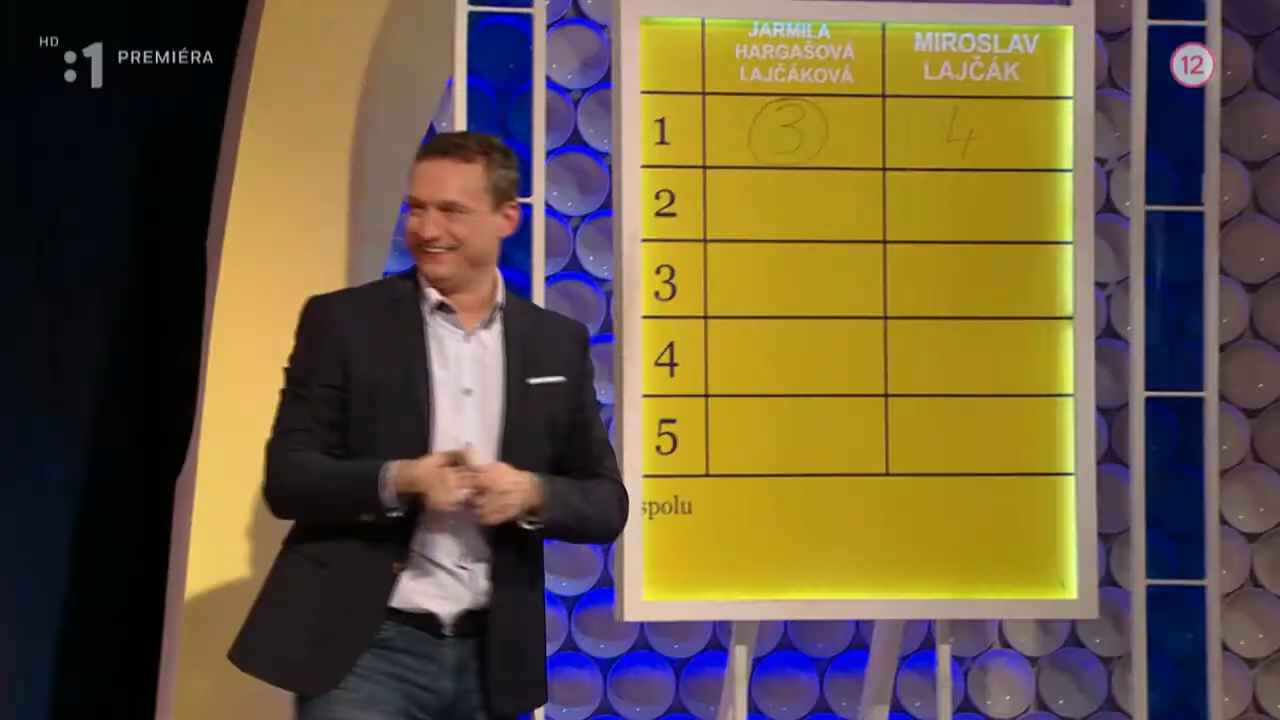 HD
:1 PREMIÉRA
12
JARMILA
HARGAŠOVÁ
LAJČÁKOVÁ
MIROSLAV
LAJČÁK
1 3 4
2
3
4
5
spolu